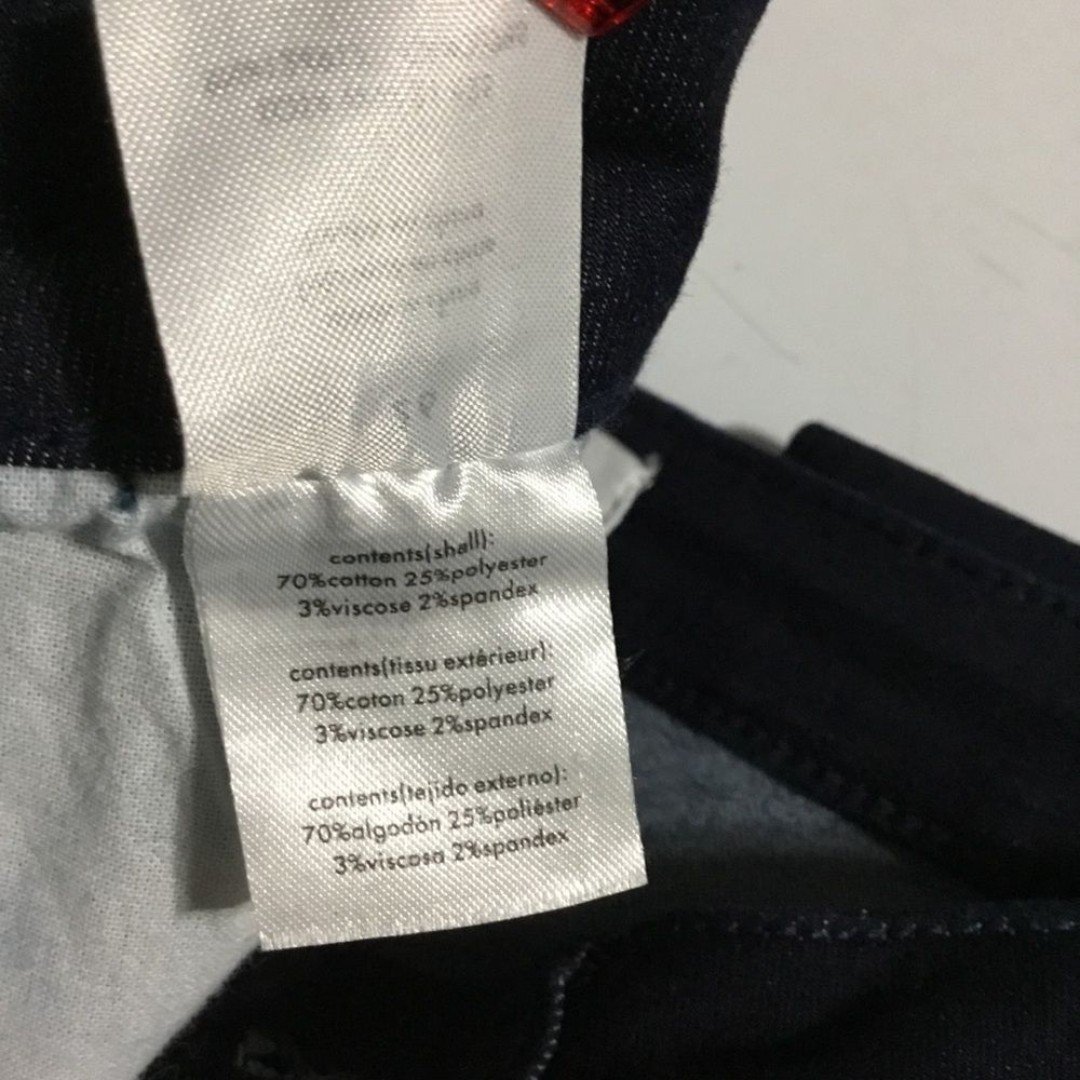 contents(shell):
70%cotton 25%polyester
3%viscose 2%spandex
contents(tissu extérieur):
70%coton 25%polyester
3%viscose 2%spandex
contents(tejido externo):
70%algodón 25%poliéster
3%viscosa 2%spandex